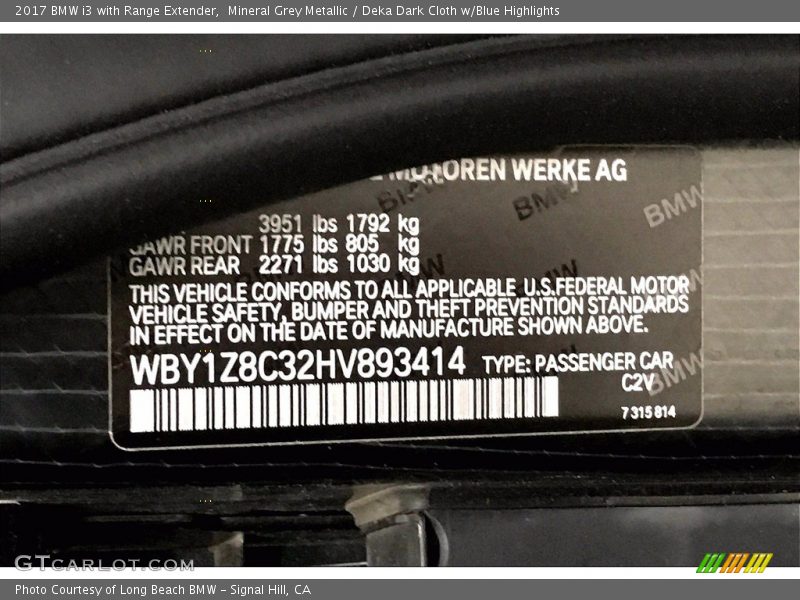 2017 BMW i3 with Range Extender,  Mineral Grey Metallic / Deka Dark Cloth w/Blue Highlights
MOTOREN WERKE AG
3951 lbs 1792 kg
GAWR FRONT 1775 lbs 805 kg
GAWR REAR 2271 lbs 1030 kg
THIS VEHICLE CONFORMS TO ALL APPLICABLE U.S.FEDERAL MOTOR
VEHICLE SAFETY, BUMPER AND THEFT PREVENTION STANDARDS
IN EFFECT ON THE DATE OF MANUFACTURE SHOWN ABOVE.
WBY1Z8C32HV893414 TYPE: PASSENGER CAR
C2V
7 315 814
BMW
BMW
BMW
BMW
GTCARLOT.COM
Photo Courtesy of Long Beach BMW – Signal Hill, CA